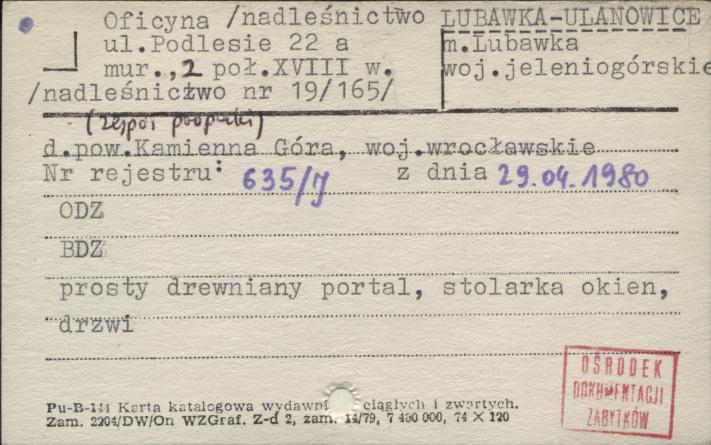 Oficyna /nadleśnictwo LUBAWKA-ULANOWICE
ul.Podlesie 22 a m.Lubawka
mur.,2 poł.XVIII w. woj.jeleniogórskie
/nadleśnictwo nr 19/165/
(zespół
d.pow.Kamienna Góra, woj.wrocławskie
Nr rejestru: 635/J z dnia 29.04.1980
ODZ
BDZ
prosty drewniany portal, stolarka okien,
drzwi
OŚRODEK
DOKUMENTACJI
ZABYTKÓW
Pu-B-144 Karta katalogowa wydawni ciągłych i zwartych.
Zam. 2204/DW/On WZGraf. Z-d 2, zam. 14/79, 7 430 000, 74 X 120